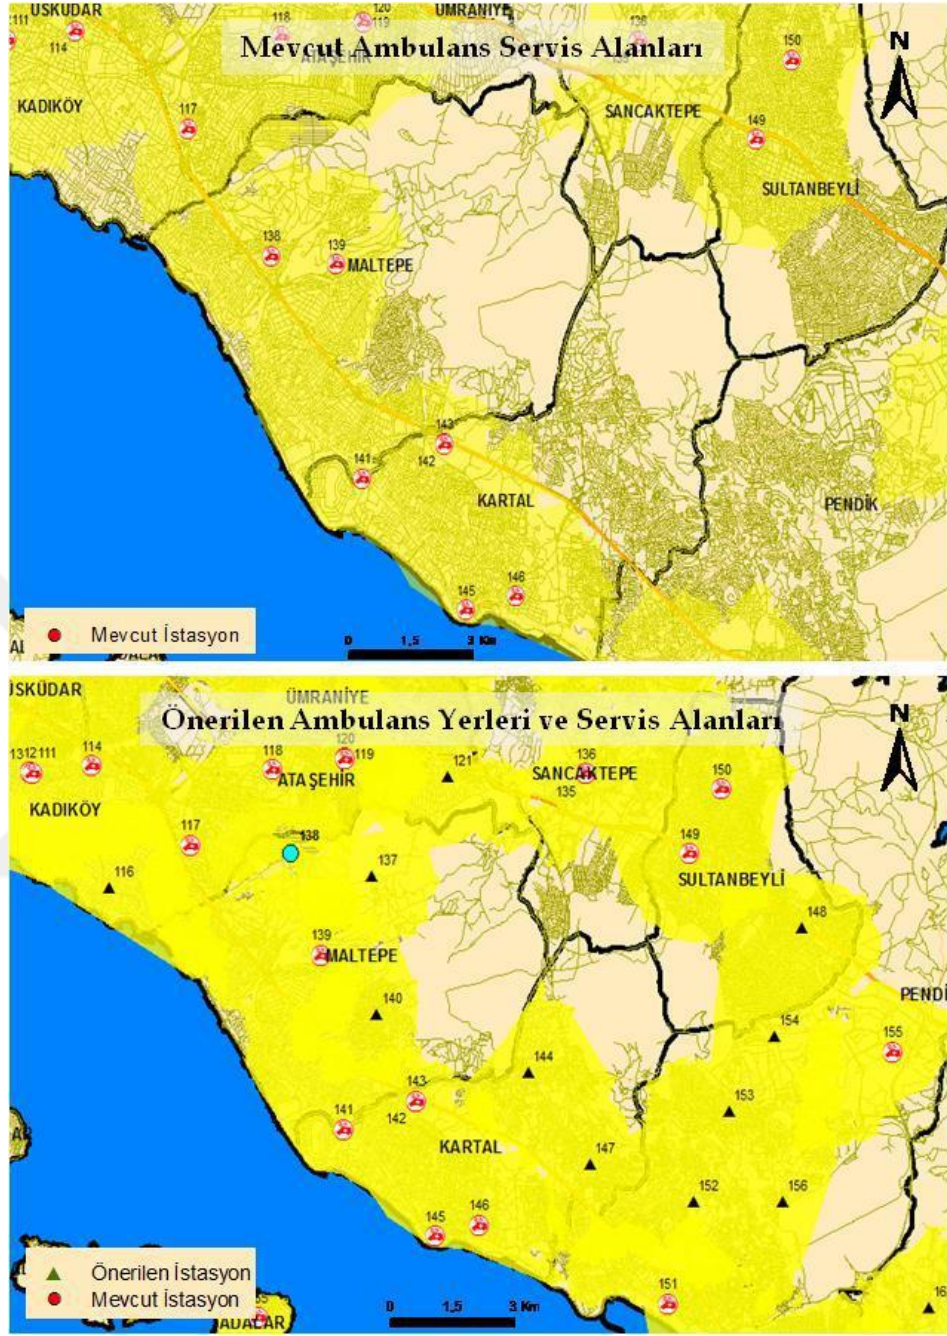 ÜSKÜDAR
111
114
118
120
119
ÜMRANİYE
Mevcut Ambulans Servis Alanları
ATAŞEHİR
150
N
KADIKÖY
117
SANCAKTEPE
149
SULTANBEYLİ
138
139
MALTEPE
143
142
141
KARTAL
PENDİK
145
146
Mevcut İstasyon
0 1,5 3 Km
ÜMRANİYE
Önerilen Ambulans Yerleri ve Servis Alanları
N
111
114
118
120
119
121
136
135
150
ATAŞEHİR
SANCAKTEPE
KADIKÖY
117
138
137
149
SULTANBEYLİ
116
148
139
MALTEPE
140
PENDİ
154
155
144
153
143
142
141
KARTAL
147
152
156
145
146
151
Önerilen İstasyon
Mevcut İstasyon
0 1,5 3 Km
ADALAR